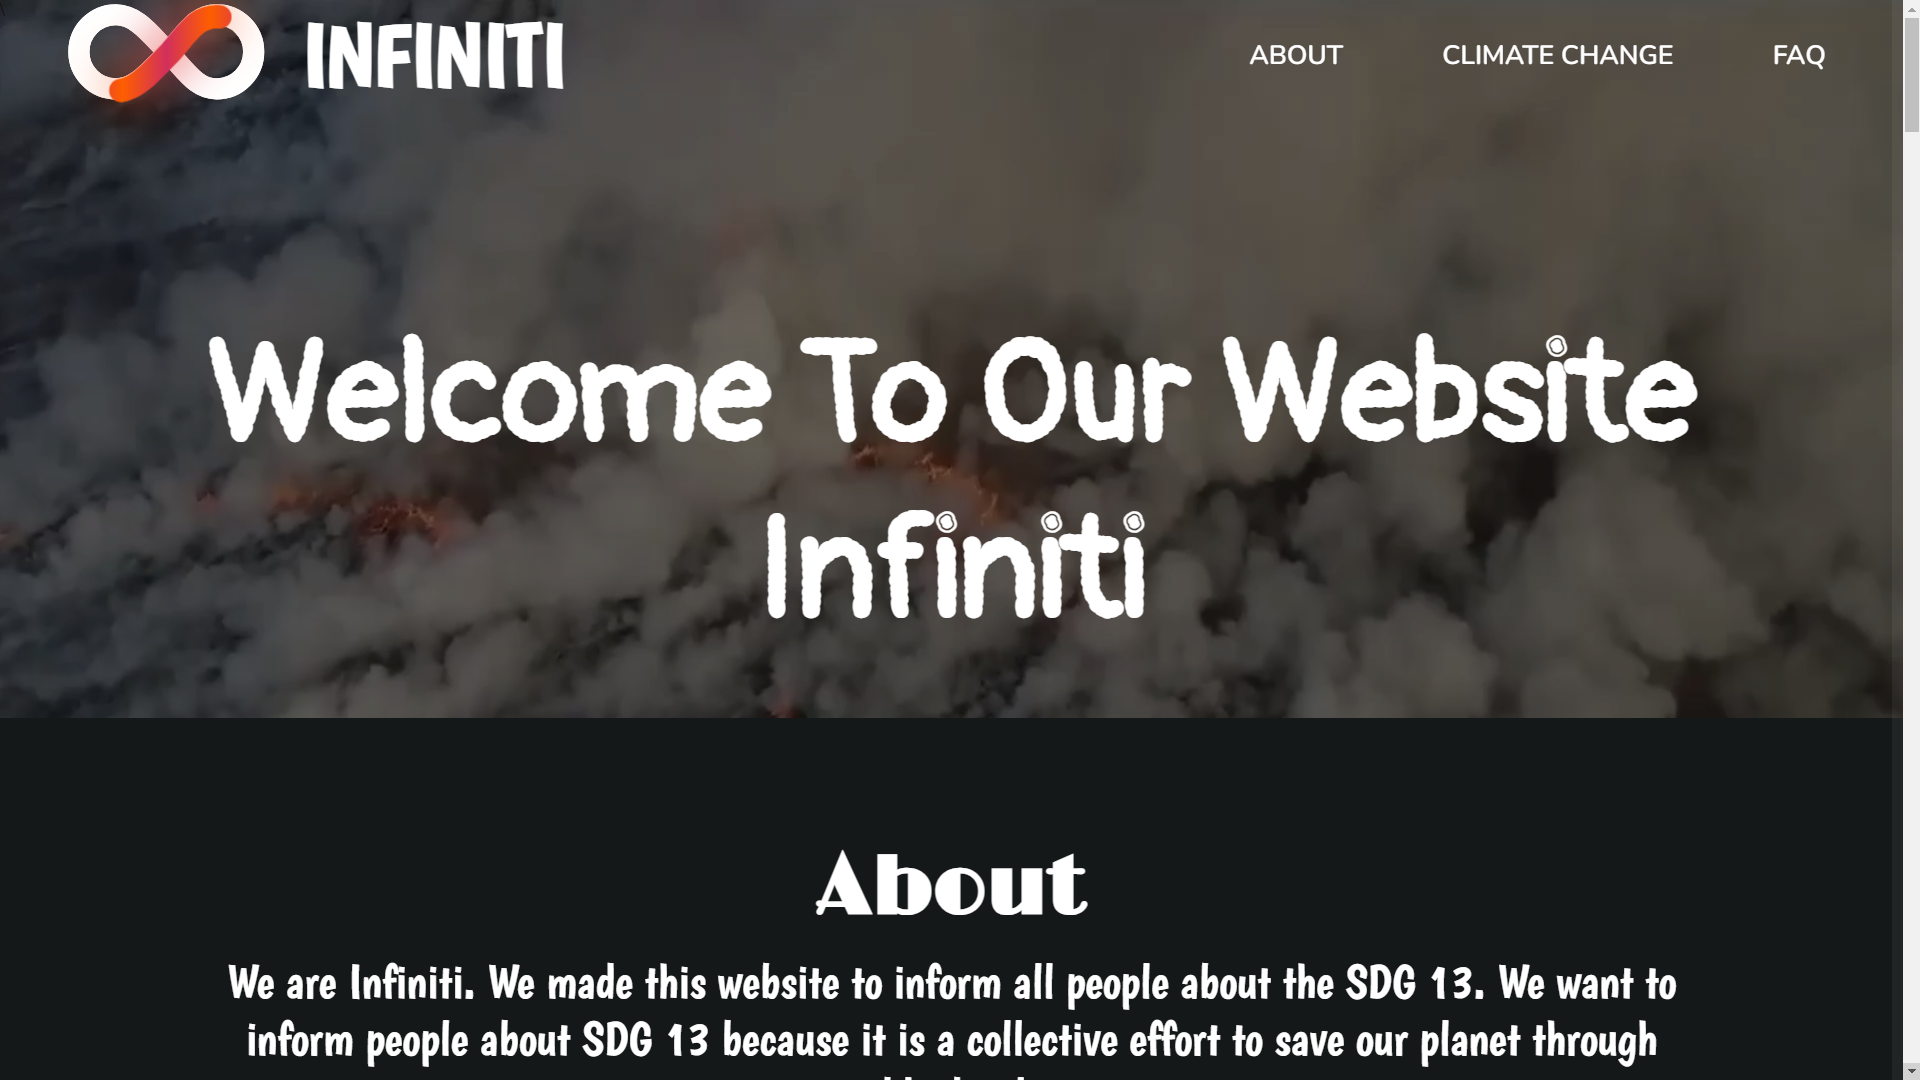 INFINITI
ABOUT
CLIMATE CHANGE
FAQ
Welcome To Our Website
Infiniti
About
We are Infiniti. We made this website to inform all people about the SDG 13. We want to
inform people about SDG 13 because it is a collective effort to save our planet through